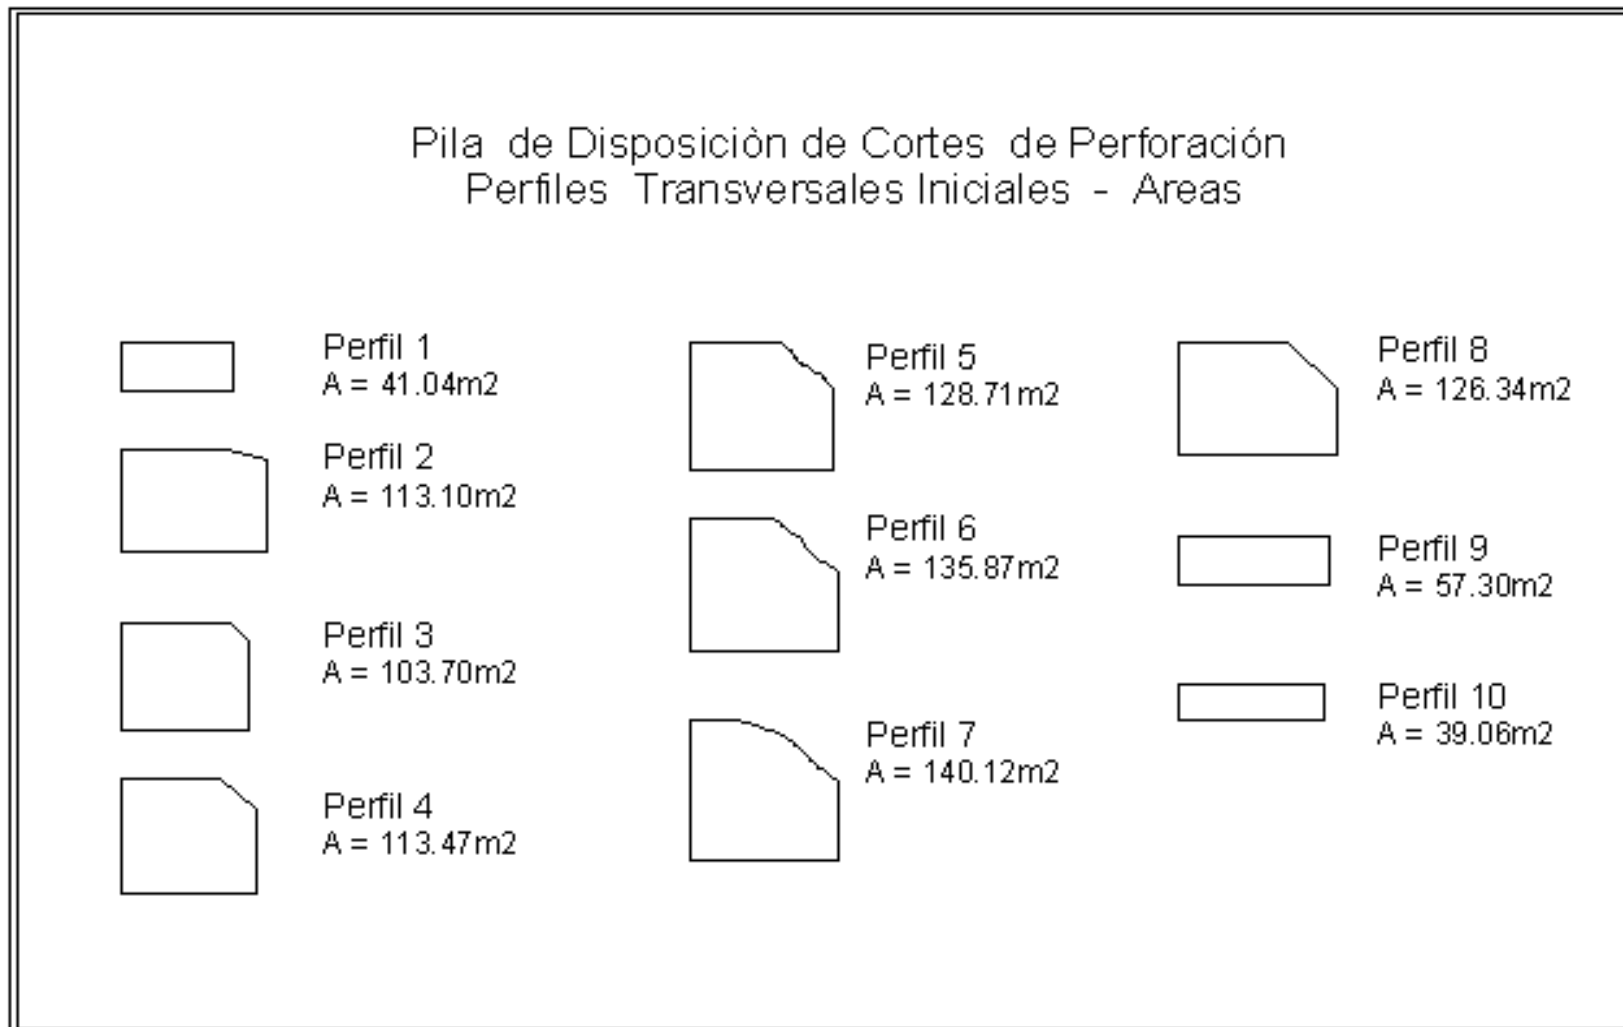 Pila de Disposición de Cortes de Perforación
Perfiles Transversales Iniciales - Areas
Perfil 1
A = 41.04m2
Perfil 2
A = 113.10m2
Perfil 3
A = 103.70m2
Perfil 4
A = 113.47m2
Perfil 5
A = 128.71m2
Perfil 6
A = 135.87m2
Perfil 7
A = 140.12m2
Perfil 8
A = 126.34m2
Perfil 9
A = 57.30m2
Perfil 10
A = 39.06m2